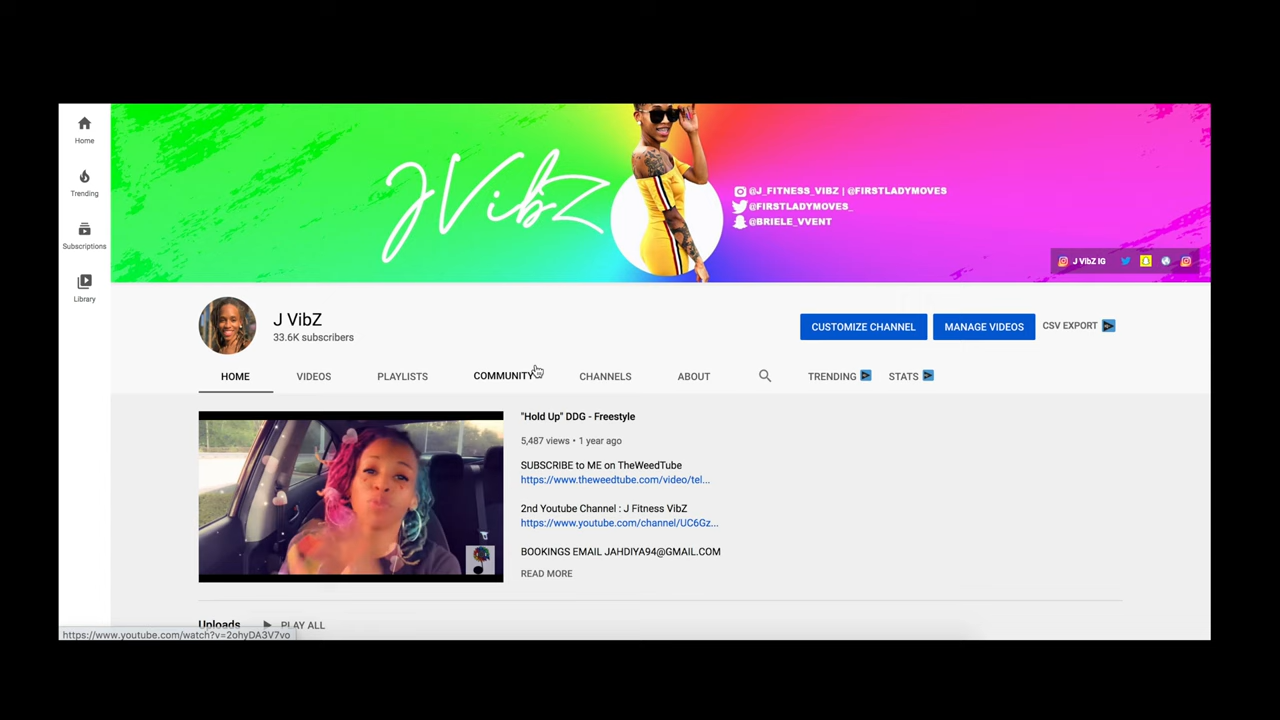 Home
Trending
Subscriptions
Library
J VibZ
@J_FITNESS_VIBZ | @FIRSTLADYMOVES
@FIRSTLADYMOVES_
@BRIELE_VVENT
J VibZ IG
J VibZ
33.6K subscribers
CUSTOMIZE CHANNEL
MANAGE VIDEOS
CSV EXPORT
HOME
VIDEOS
PLAYLISTS
COMMUNITY
CHANNELS
ABOUT
TRENDING
STATS
"Hold Up" DDG - Freestyle
5,487 views • 1 year ago
SUBSCRIBE to ME on TheWeedTube
https://www.theweedtube.com/video/tel...
2nd Youtube Channel : J Fitness VibZ
https://www.youtube.com/channel/UC6Gz...
BOOKINGS EMAIL JAHDIYA94@GMAIL.COM
READ MORE
Uploads
PLAY ALL
https://www.youtube.com/watch?v=2ohyDA3V7vo